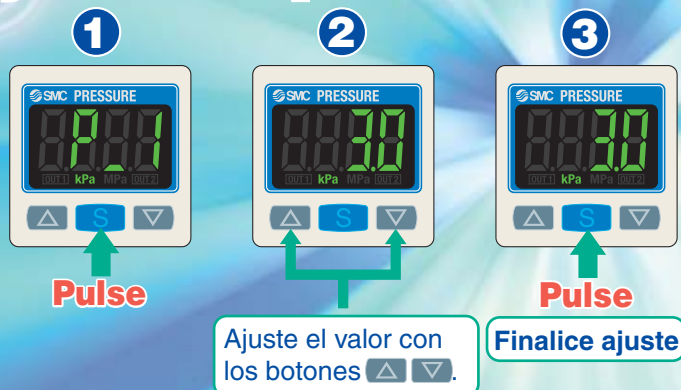 1
2
3
SMC PRESSURE
SMC PRESSURE
SMC PRESSURE
P_1
3.0
3.0
OUT1 kPa MPa OUT2
OUT1 kPa MPa OUT2
OUT1 kPa MPa OUT2
△ S ▽
△ S ▽
△ S ▽
Pulse
Pulse
Ajuste el valor con
los botones △ ▽.
Finalice ajuste